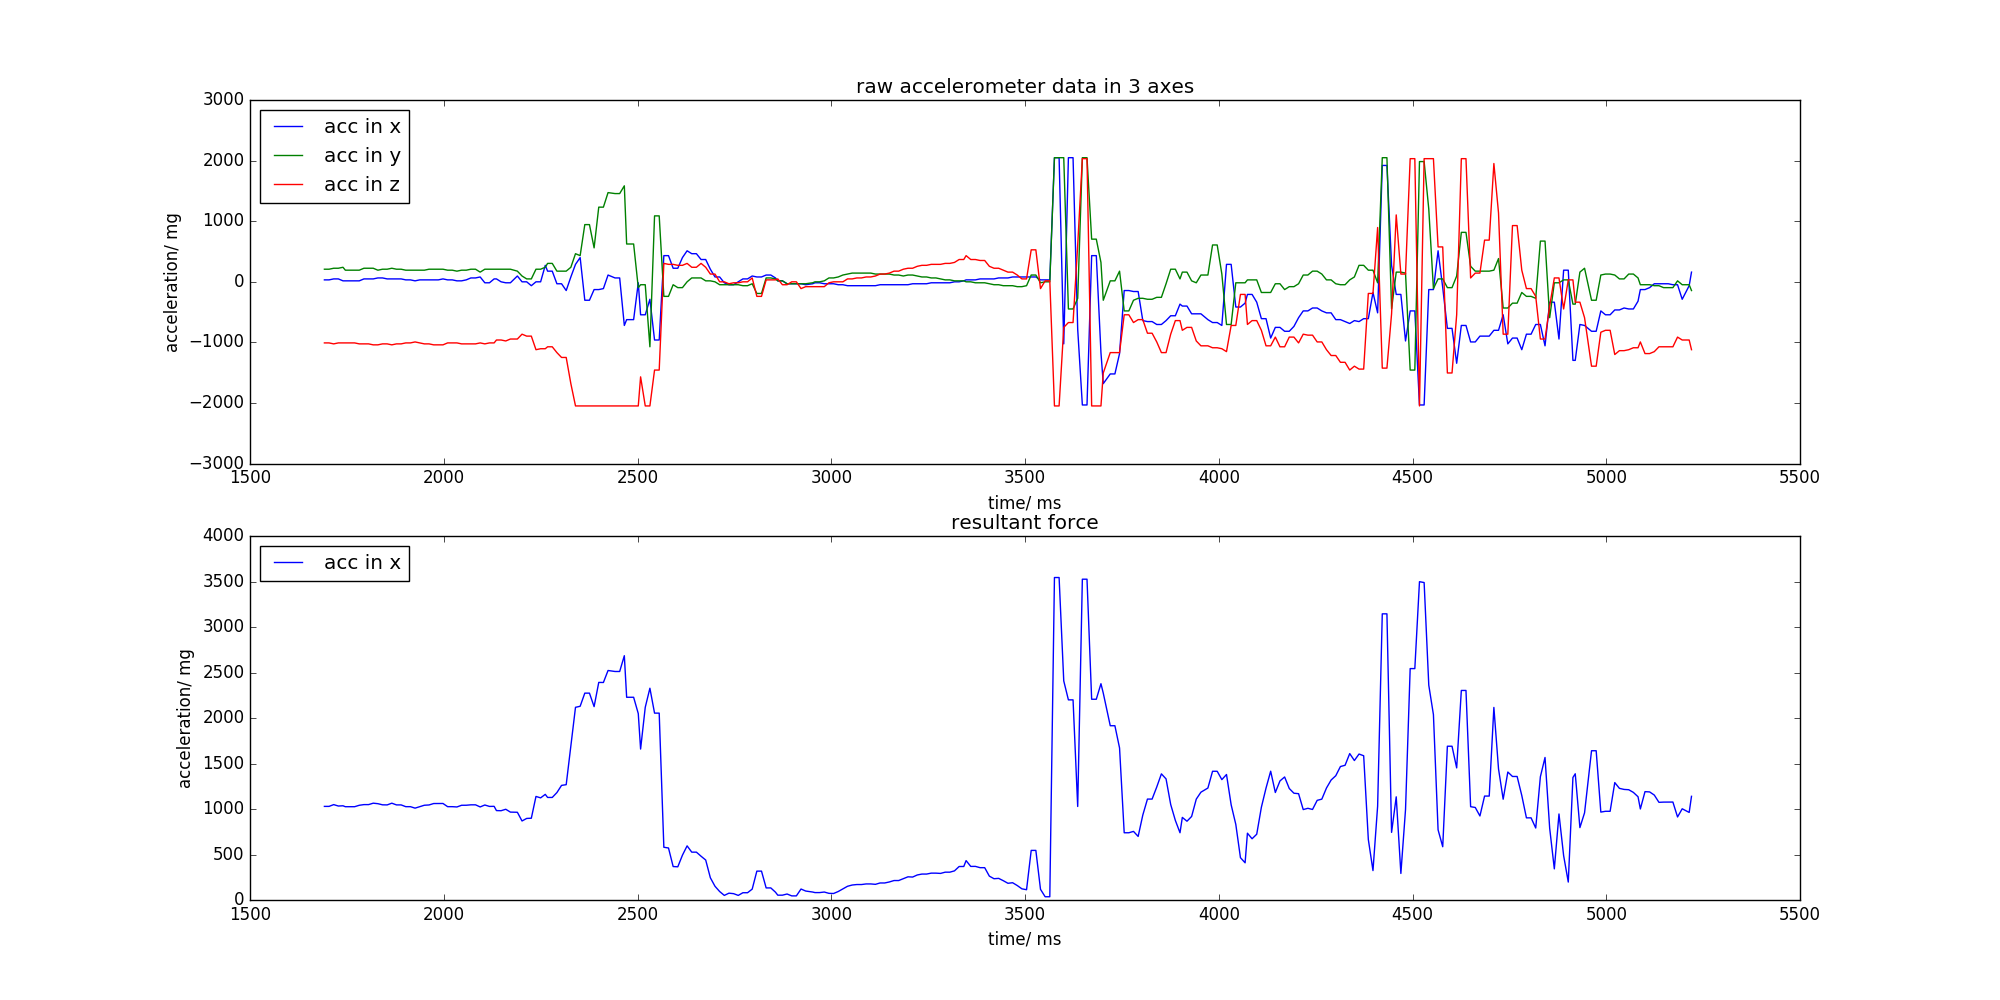 raw accelerometer data in 3 axes
3000
2000
1000
0
−1000
−2000
−3000
acceleration/ mg
acc in x
acc in y
acc in z
1500 2000 2500 3000 3500 4000 4500 5000 5500
time/ ms
resultant force
4000
3500
3000
2500
2000
1500
1000
500
0
acceleration/ mg
acc in x
1500 2000 2500 3000 3500 4000 4500 5000 5500
time/ ms